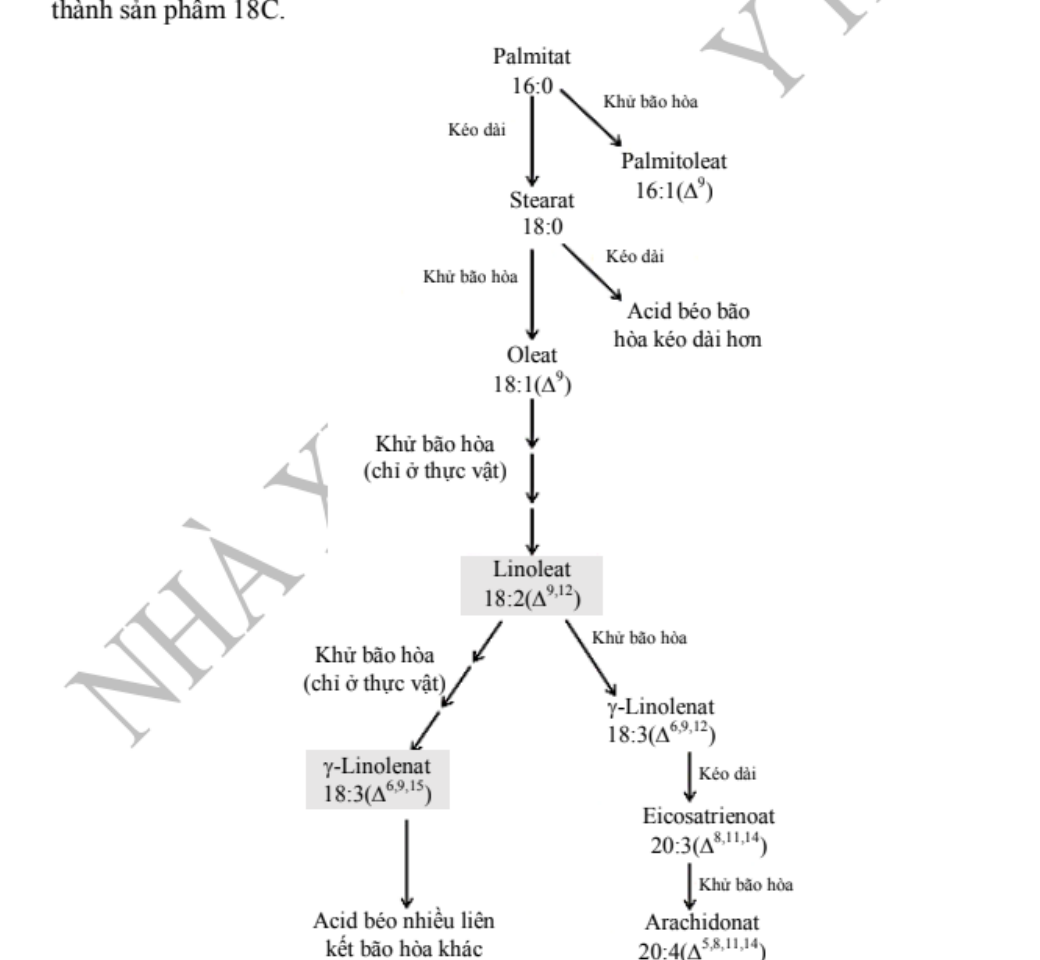 thành sản phẩm 18C.
Y
NHÀ Y
Palmitat
16:0
Khử bão hòa
Kéo dài
Palmitoleat
16:1(Δ⁹)
Stearat
18:0
Kéo dài
Khử bão hòa
Acid béo bão
hòa kéo dài hơn
Oleat
18:1(Δ⁹)
Khử bão hòa
(chỉ ở thực vật)
Linoleat
18:2(Δ⁹,¹²)
Khử bão hòa
Khử bão hòa
(chỉ ở thực vật)
γ-Linolenat
18:3(Δ⁶,⁹,¹²)
Kéo dài
γ-Linolenat
18:3(Δ⁶,⁹,¹⁵)
Eicosatrienoat
20:3(Δ⁸,¹¹,¹⁴)
Khử bão hòa
Acid béo nhiều liên
kết bão hòa khác
Arachidonat
20:4(Δ⁵,⁸,¹¹,¹⁴)